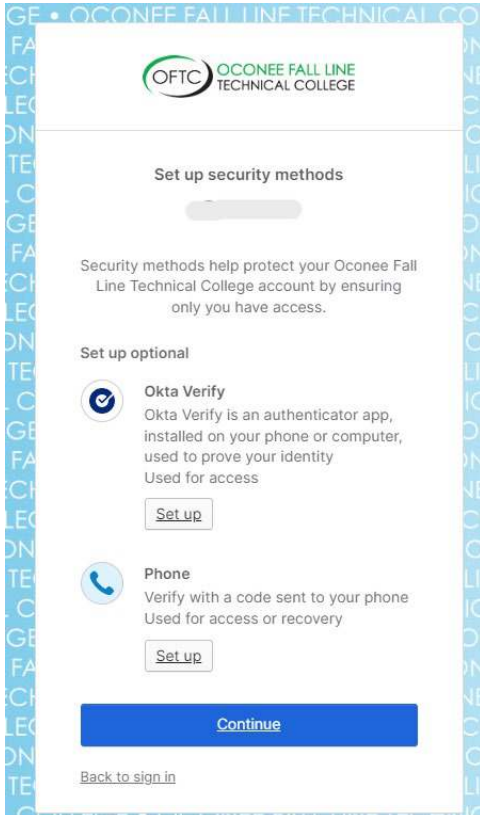 OFTC OCONEE FALL LINE
TECHNICAL COLLEGE
Set up security methods
Security methods help protect your Oconee Fall
Line Technical College account by ensuring
only you have access.
Set up optional
Okta Verify
Okta Verify is an authenticator app,
installed on your phone or computer,
used to prove your identity
Used for access
Set up
Phone
Verify with a code sent to your phone
Used for access or recovery
Set up
Continue
Back to sign in